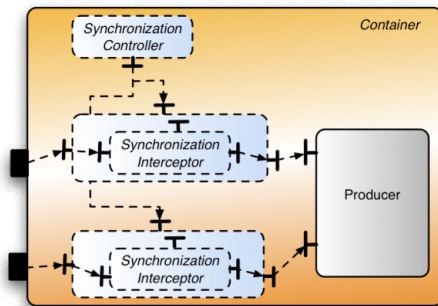 Synchronization
Controller
Container
Synchronization
Interceptor
Producer
Synchronization
Interceptor